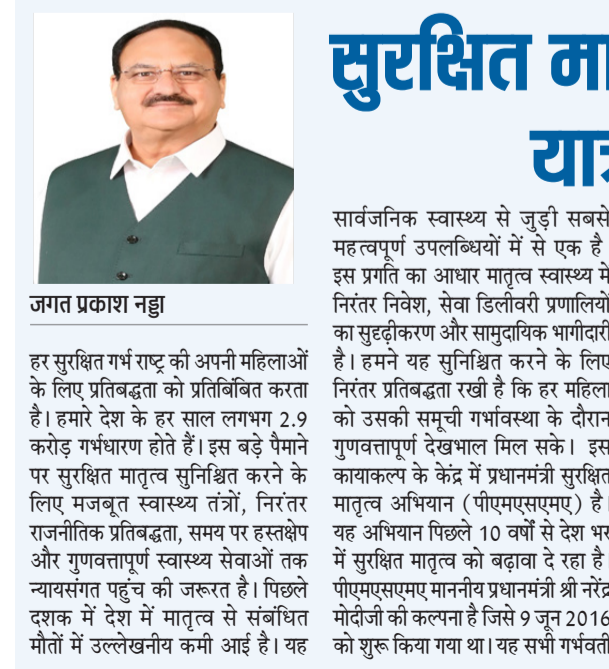 सुरक्षित
जगत प्रकाश नड्डा
हर सुरक्षित गर्भ राष्ट्र की अपनी महिलाओं
के लिए प्रतिबद्धता को प्रतिबिंबित करता
है। हमारे देश के हर साल लगभग 2.9
करोड़ गर्भधारण होते हैं। इस बड़े पैमाने
पर सुरक्षित मातृत्व सुनिश्चित करने के
लिए मजबूत स्वास्थ्य तंत्रों, निरंतर
राजनीतिक प्रतिबद्धता, समय पर हस्तक्षेप
और गुणवत्तापूर्ण स्वास्थ्य सेवाओं तक
न्यायसंगत पहुंच की जरूरत है। पिछले
दशक में देश में मातृत्व से संबंधित
मौतों में उल्लेखनीय कमी आई है। यह
सार्वजनिक स्वास्थ्य से जुड़ी सबसे
महत्वपूर्ण उपलब्धियों में से एक है
इस प्रगति का आधार मातृत्व स्वास्थ्य में
निरंतर निवेश, सेवा डिलीवरी प्रणालियों
का सुदृढ़ीकरण और सामुदायिक भागीदारी
है। हमने यह सुनिश्चित करने के लिए
निरंतर प्रतिबद्धता रखी है कि हर महिला
को उसकी समूची गर्भावस्था के दौरान
गुणवत्तापूर्ण देखभाल मिल सके। इस
कायाकल्प के केंद्र में प्रधानमंत्री सुरक्षित
मातृत्व अभियान (पीएमएसएमए) है।
यह अभियान पिछले 10 वर्षों से देश भर
में सुरक्षित मातृत्व को बढ़ावा दे रहा है।
पीएमएसएमए माननीय प्रधानमंत्री श्री नरेंद्र
मोदीजी की कल्पना है जिसे 9 जून 2016
को शुरू किया गया था। यह सभी गर्भवती